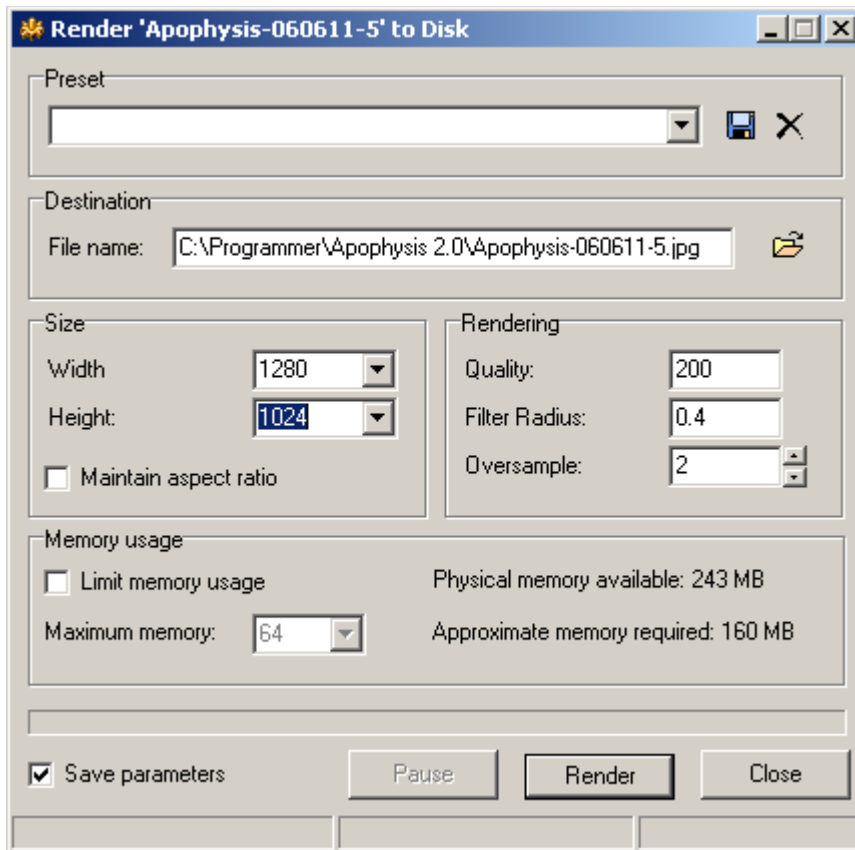 Render 'Apophysis-060611-5' to Disk
Preset
Destination
File name: C:\Programmer\Apophysis 2.0\Apophysis-060611-5.jpg
Size
Width 1280
Height: 1024
Maintain aspect ratio
Rendering
Quality: 200
Filter Radius: 0.4
Oversample: 2
Memory usage
Limit memory usage Physical memory available: 243 MB
Maximum memory: 64 Approximate memory required: 160 MB
Save parameters Pause Render Close